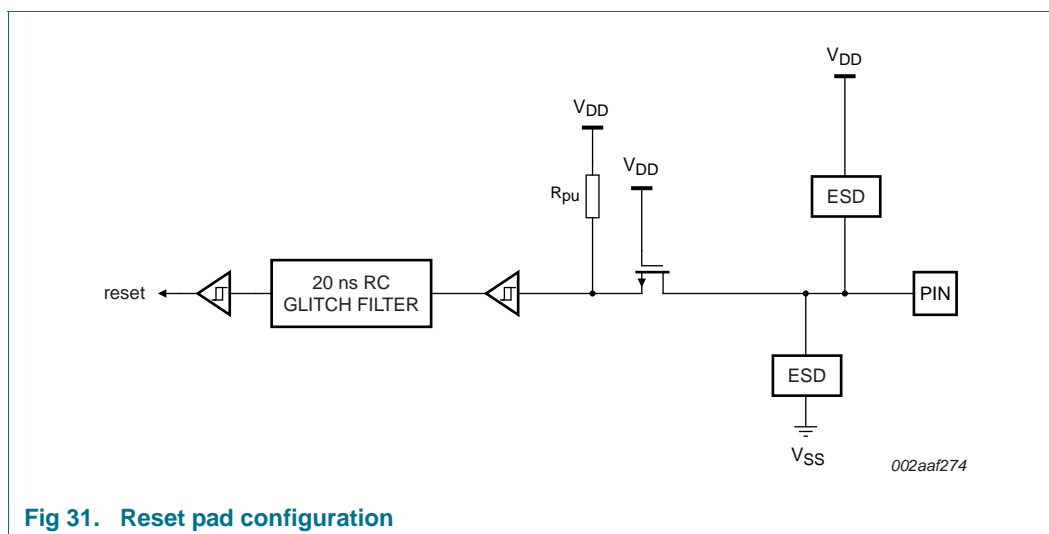 VDD
VDD
VDD
Rpu
ESD
reset
20 ns RC
GLITCH FILTER
PIN
ESD
VSS
002aaf274
Fig 31. Reset pad configuration